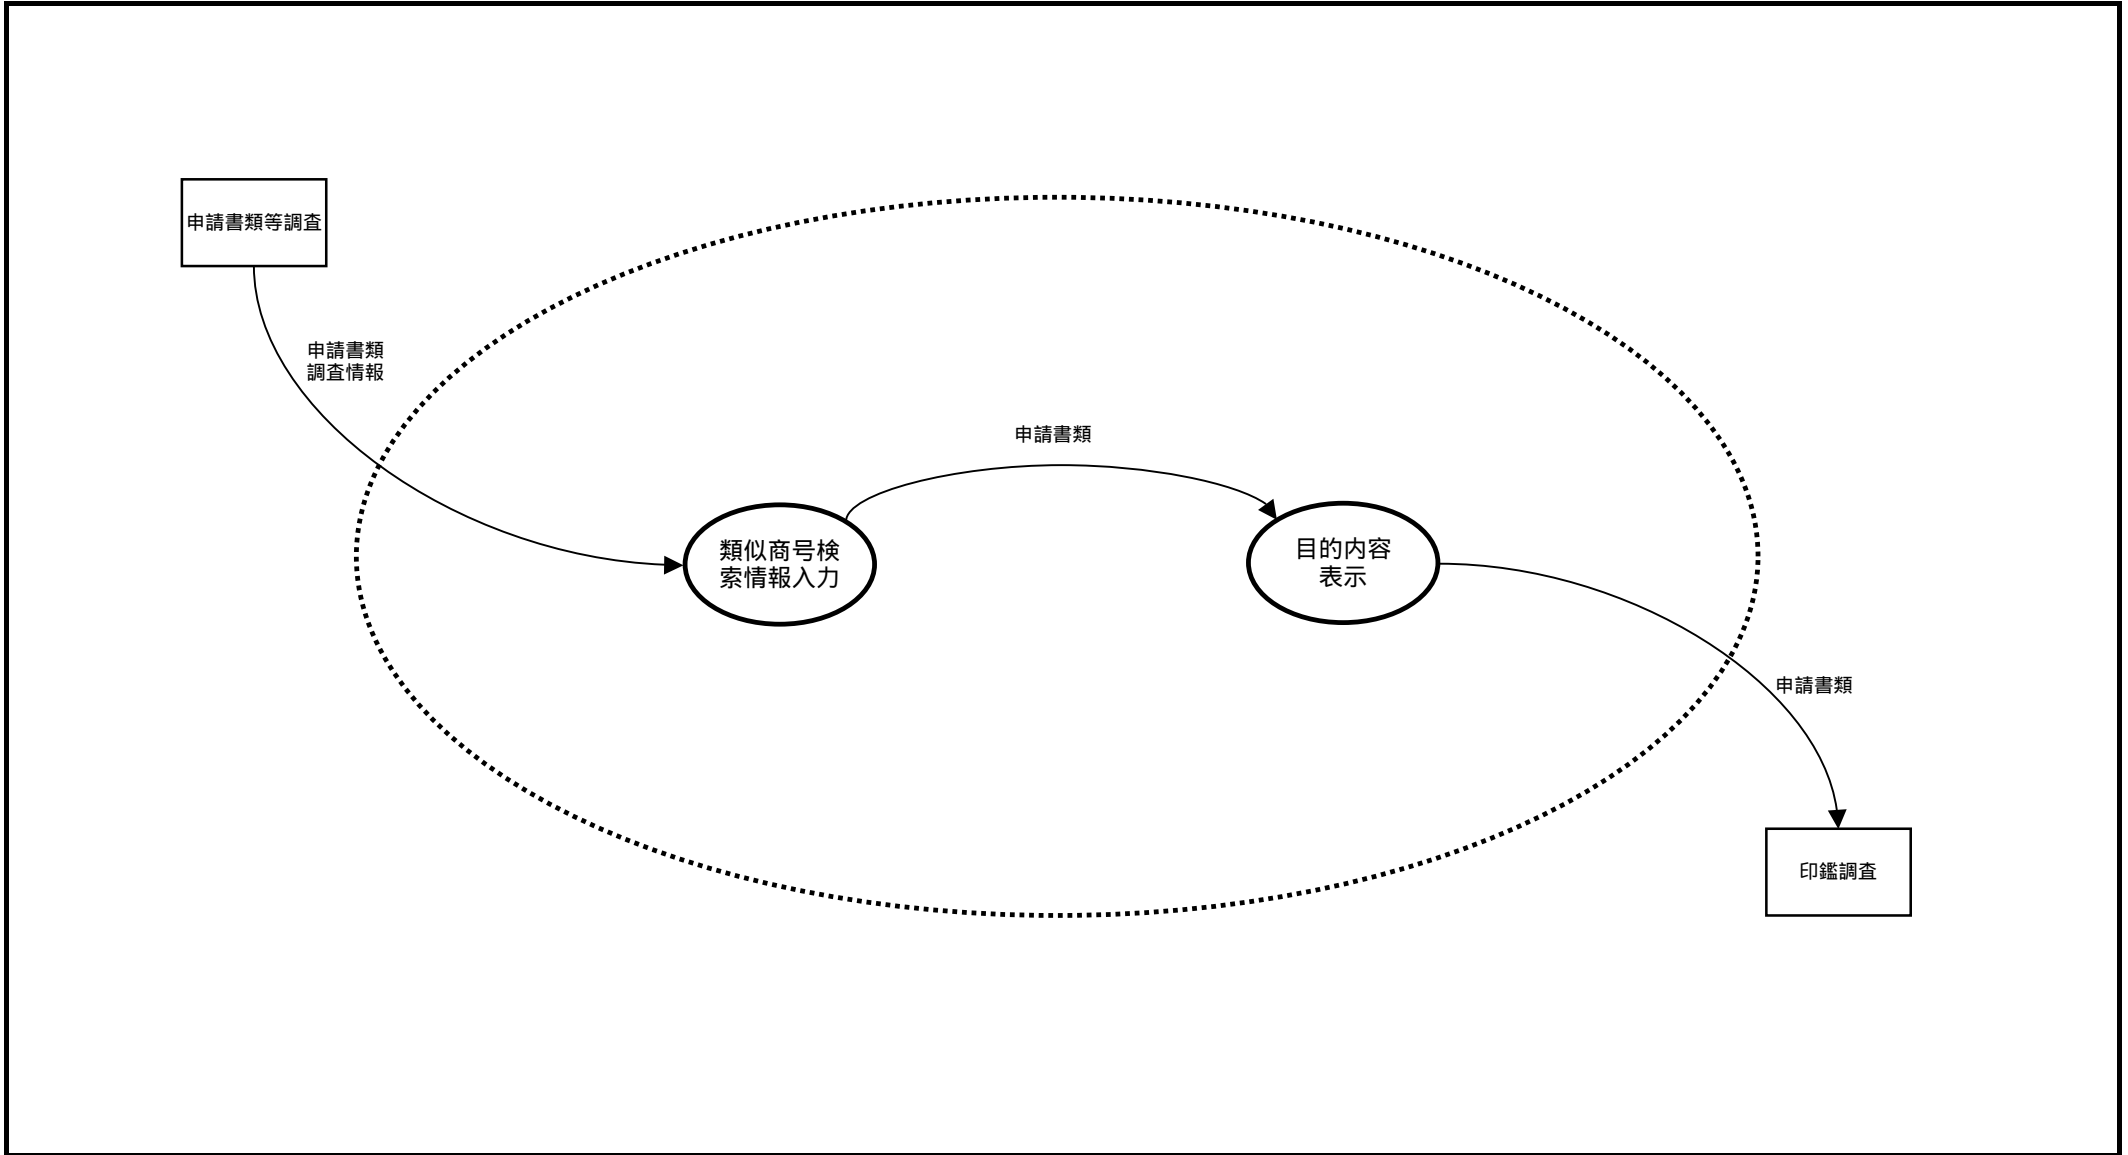 申請書類等調査
申請書類
調査情報
申請書類
類似商号検
索情報入力
目的内容
表示
申請書類
印鑑調査